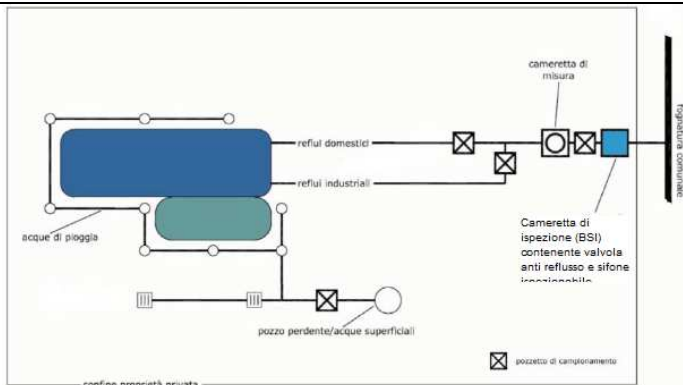 cameretta di
misura
fognatura comunale
reflui domestici
reflui industriali
acque di pioggia
Cameretta di
ispezione (BSI)
contenente valvola
anti reflusso e sifone
ispezionabile
pozzo perdente/acque superficiali
pozzetto di campionamento
confine proprietà privata